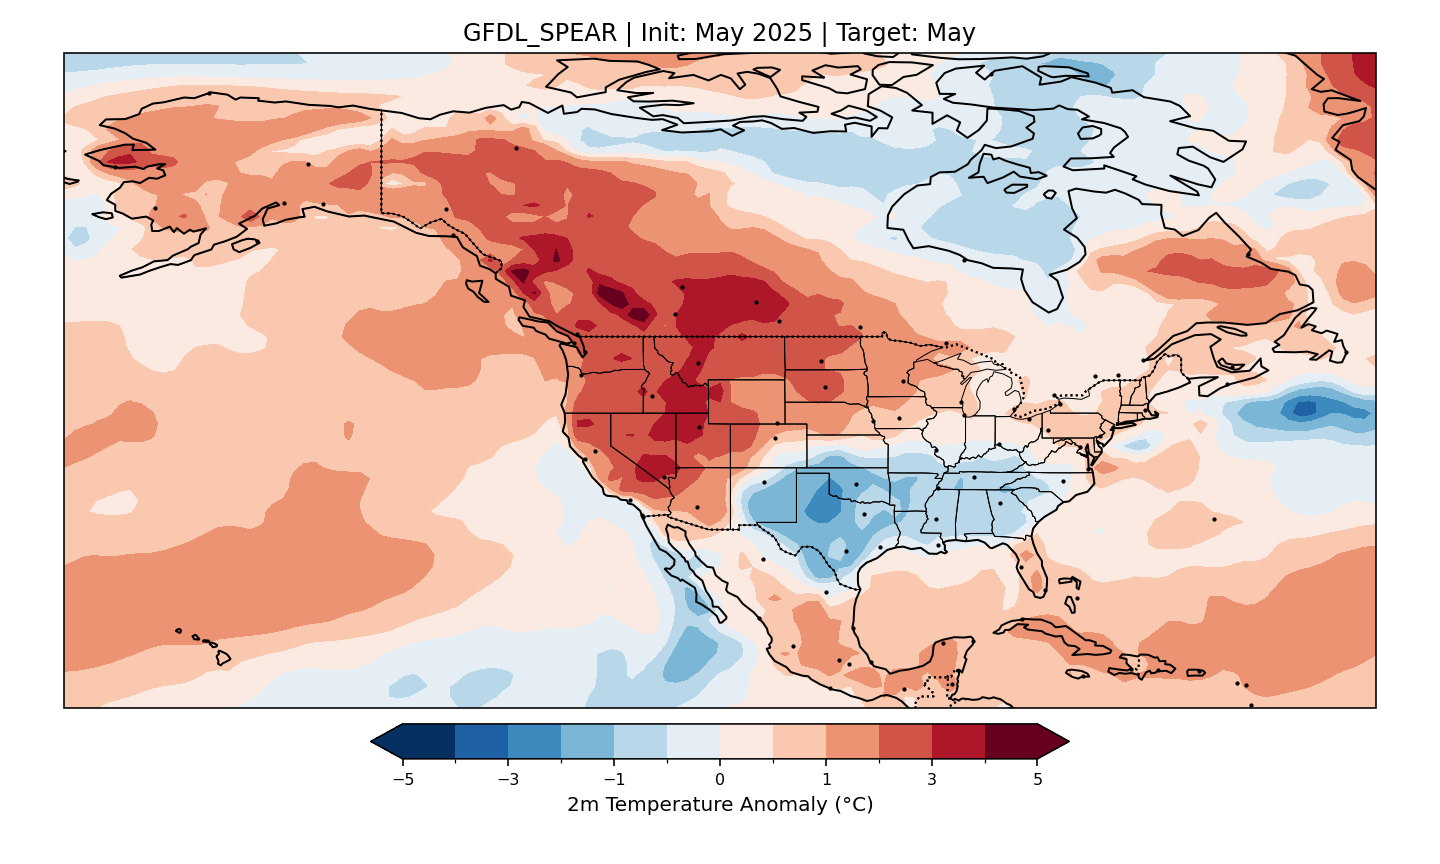 GFDL_SPEAR | Init: May 2025 | Target: May
−5 −3 −1 0 1 3 5
2m Temperature Anomaly (°C)